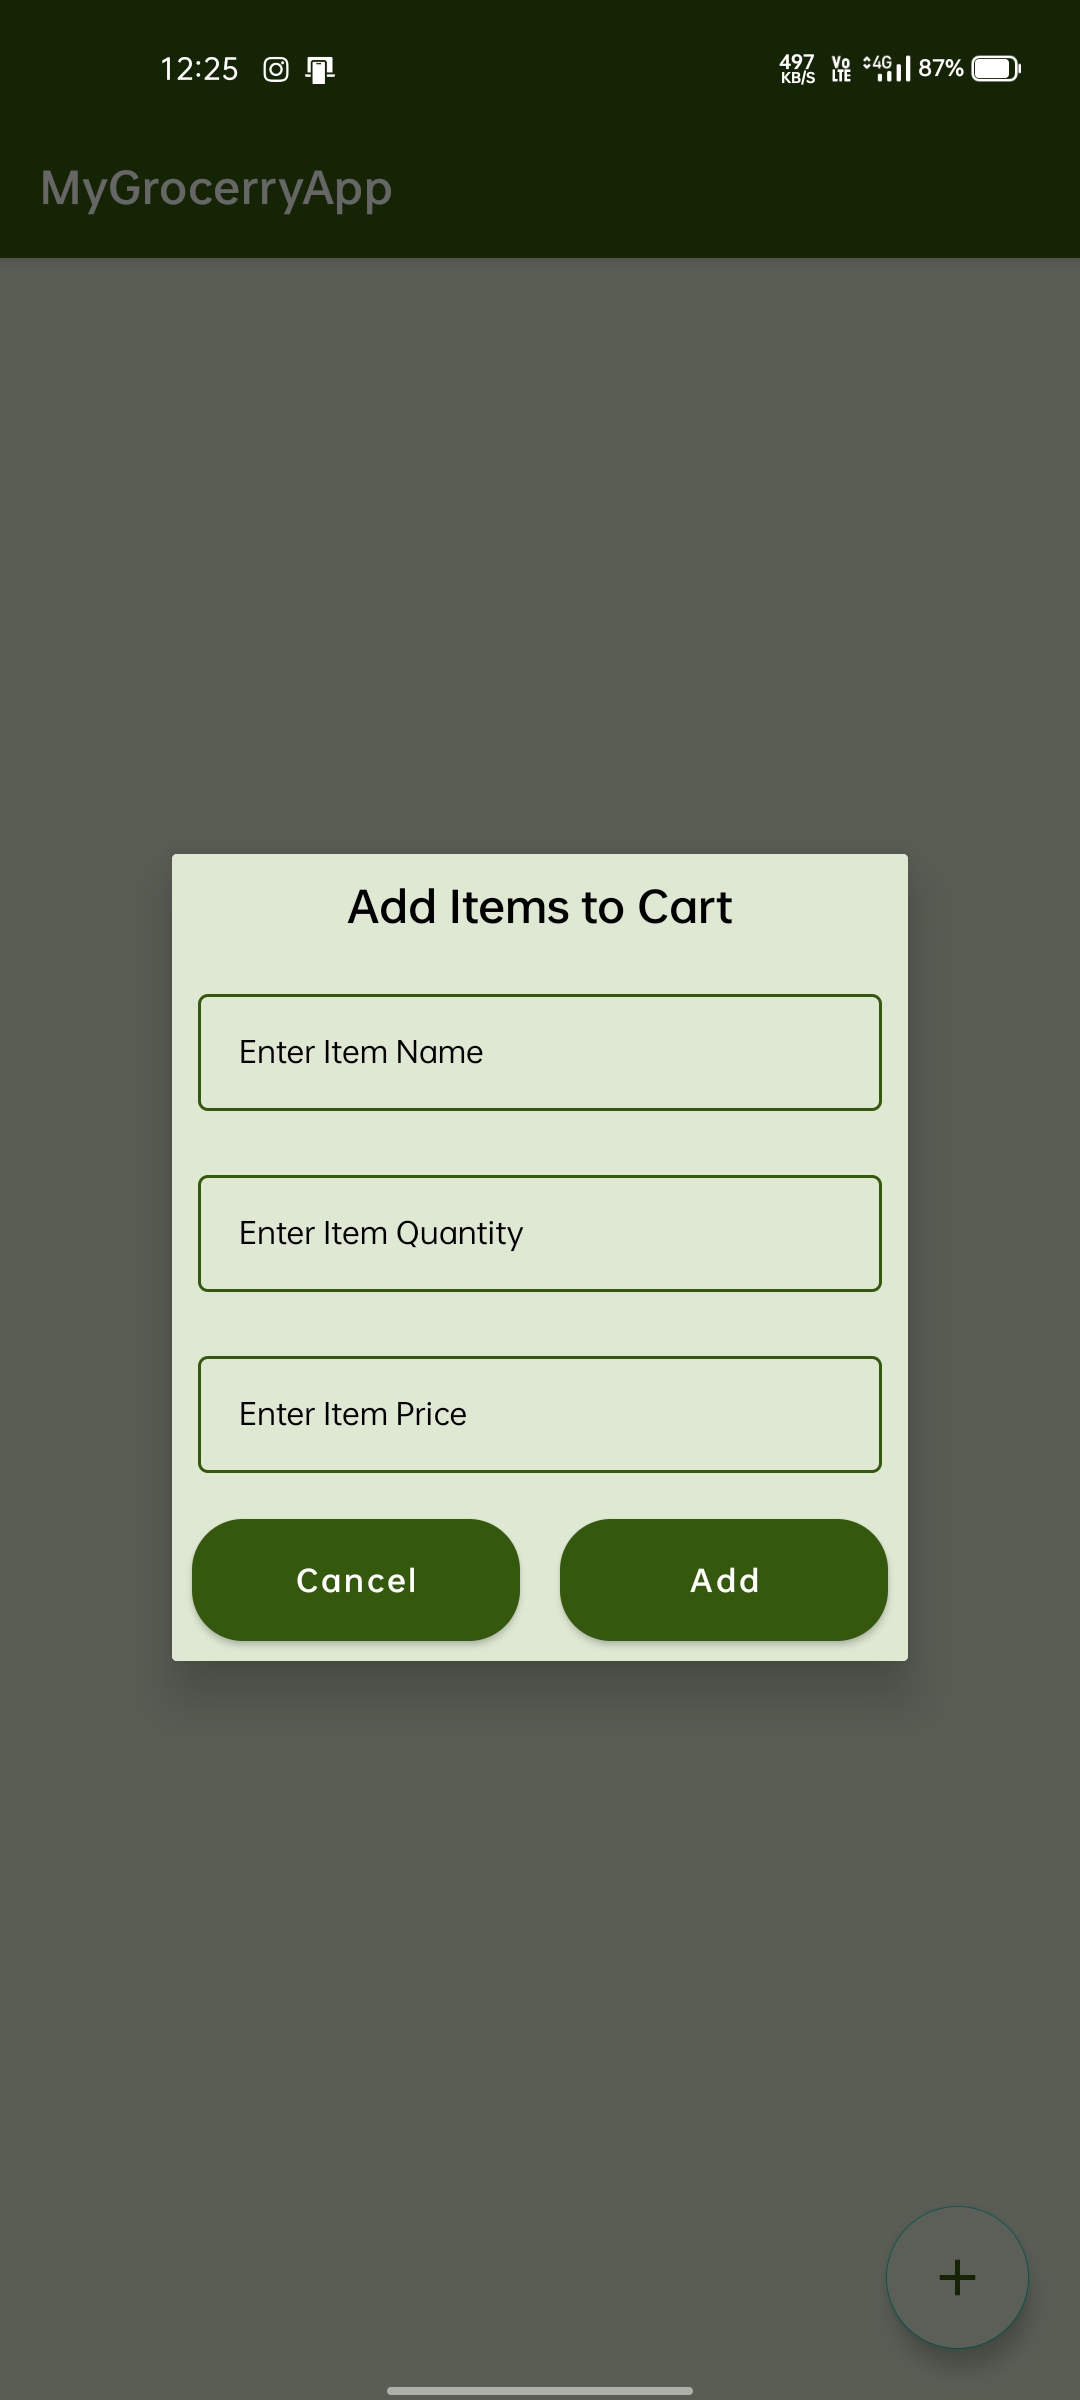 12:25 497 KB/S Vo LTE 4G 87%
MyGrocerryApp
Add Items to Cart
Enter Item Name
Enter Item Quantity
Enter Item Price
Cancel Add